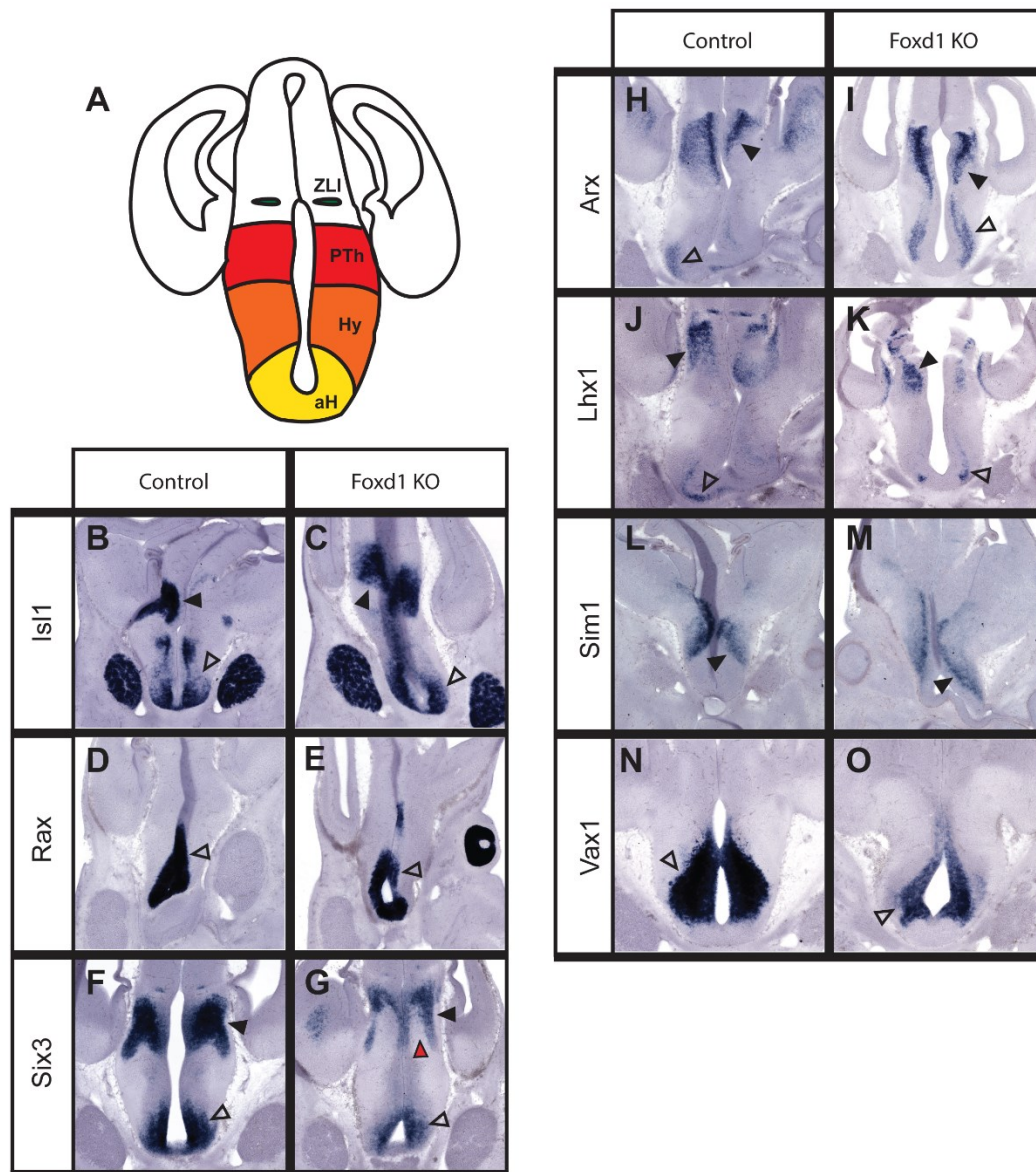 A
ZLI
PTh
Hy
aH
Control
Foxd1 KO
Isl1
B
C
Rax
D
E
Six3
F
G
Control
Foxd1 KO
Arx
H
I
Lhx1
J
K
Sim1
L
M
Vax1
N
O